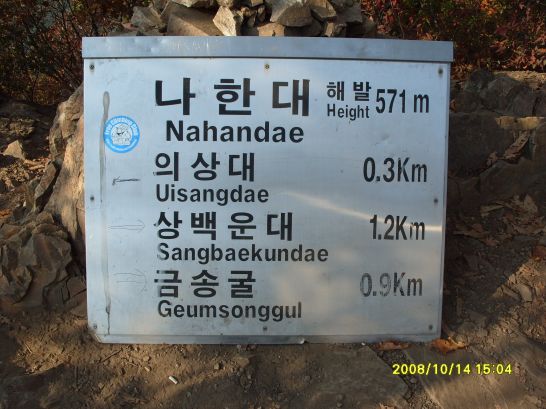 나한대 해발 571m
Nahandae Height
의상대 0.3Km
Uisangdae
상백운대 1.2Km
Sangbaekundae
금송굴 0.9Km
Geumsonggul
2008/10/14 15:04